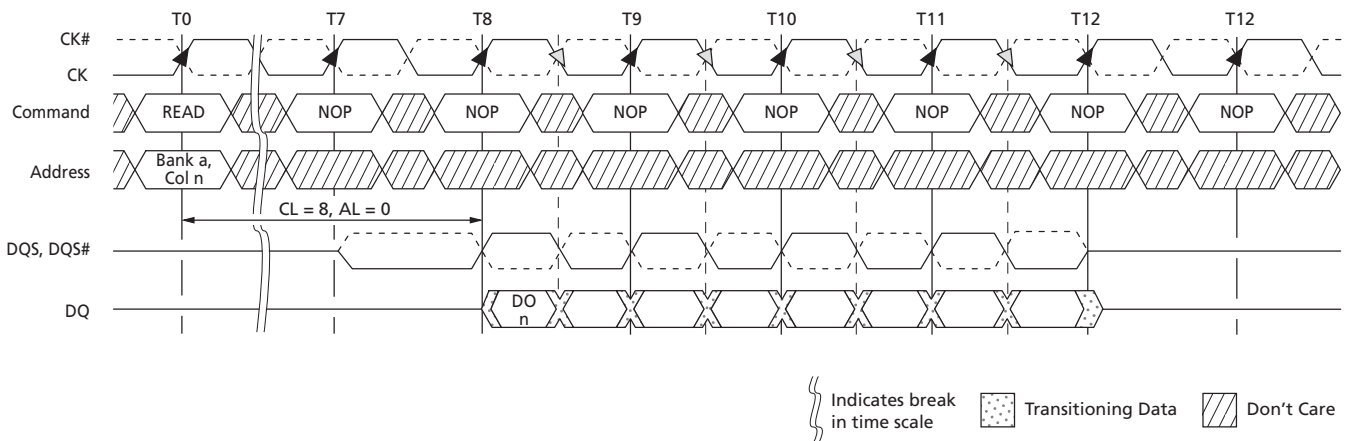 T0 T7 T8 T9 T10 T11 T12 T12
CK#
CK
Command READ NOP NOP NOP NOP NOP NOP NOP
Address Bank a,
Col n
CL = 8, AL = 0
DQS, DQS#
DQ DO
n
Indicates break
in time scale
Transitioning Data
Don't Care